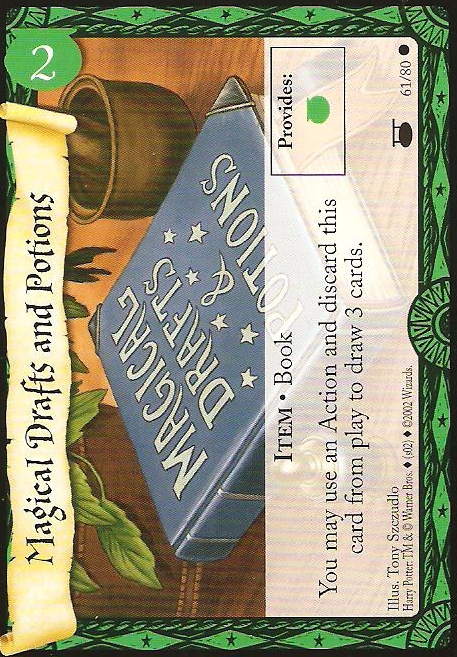 2
Magical Drafts and Potions
MAGICAL
DRAFTS
&
POTIONS
Provides:
ITEM • Book
You may use an Action and discard this
card from play to draw 3 cards.
Illus. Tony Szczudlo
Harry Potter: TM & © Warner Bros. ♦ (s02) ♦ ©2002 Wizards.
61/80 ●